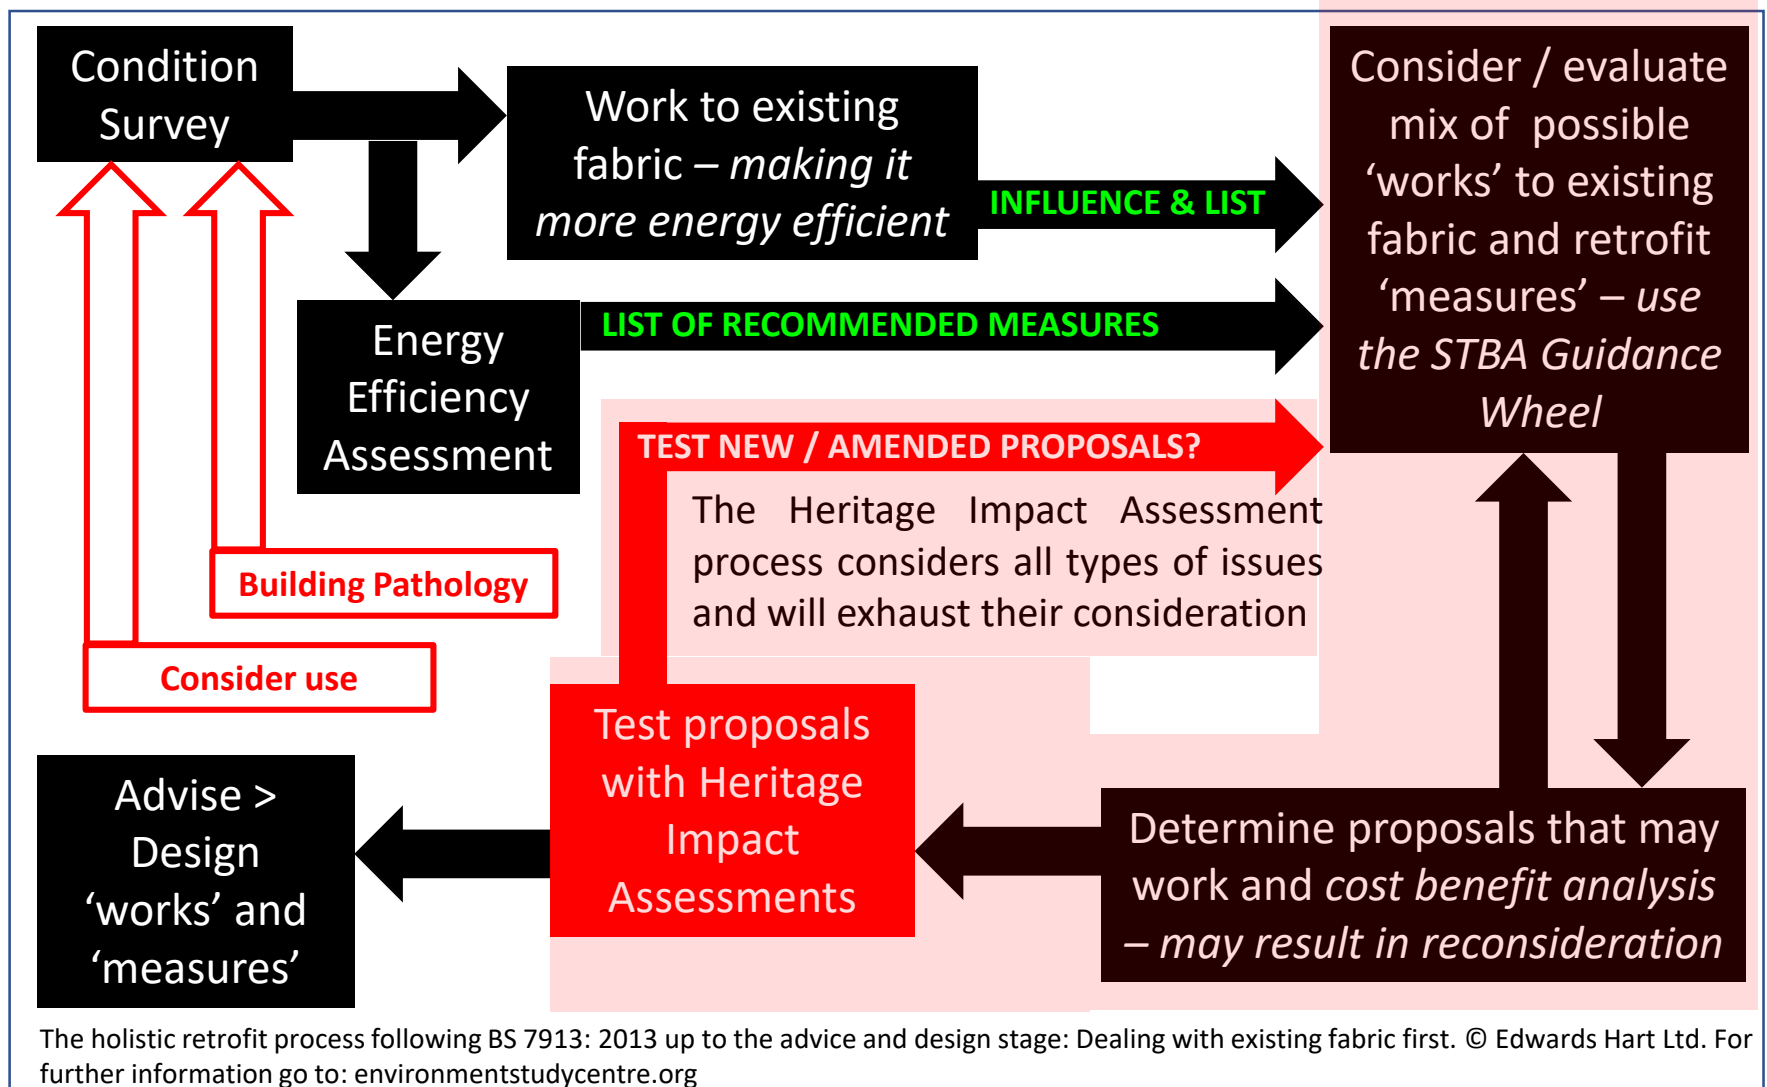 Condition
Survey
Work to existing
fabric – making it
more energy efficient
INFLUENCE & LIST
Consider / evaluate
mix of possible
‘works’ to existing
fabric and retrofit
‘measures’ – use
the STBA Guidance
Wheel
Energy
Efficiency
Assessment
LIST OF RECOMMENDED MEASURES
TEST NEW / AMENDED PROPOSALS?
The Heritage Impact Assessment
process considers all types of issues
and will exhaust their consideration
Building Pathology
Consider use
Test proposals
with Heritage
Impact
Assessments
Advise >
Design
‘works’ and
‘measures’
Determine proposals that may
work and cost benefit analysis
– may result in reconsideration
The holistic retrofit process following BS 7913: 2013 up to the advice and design stage: Dealing with existing fabric first. © Edwards Hart Ltd. For
further information go to: environmentstudycentre.org